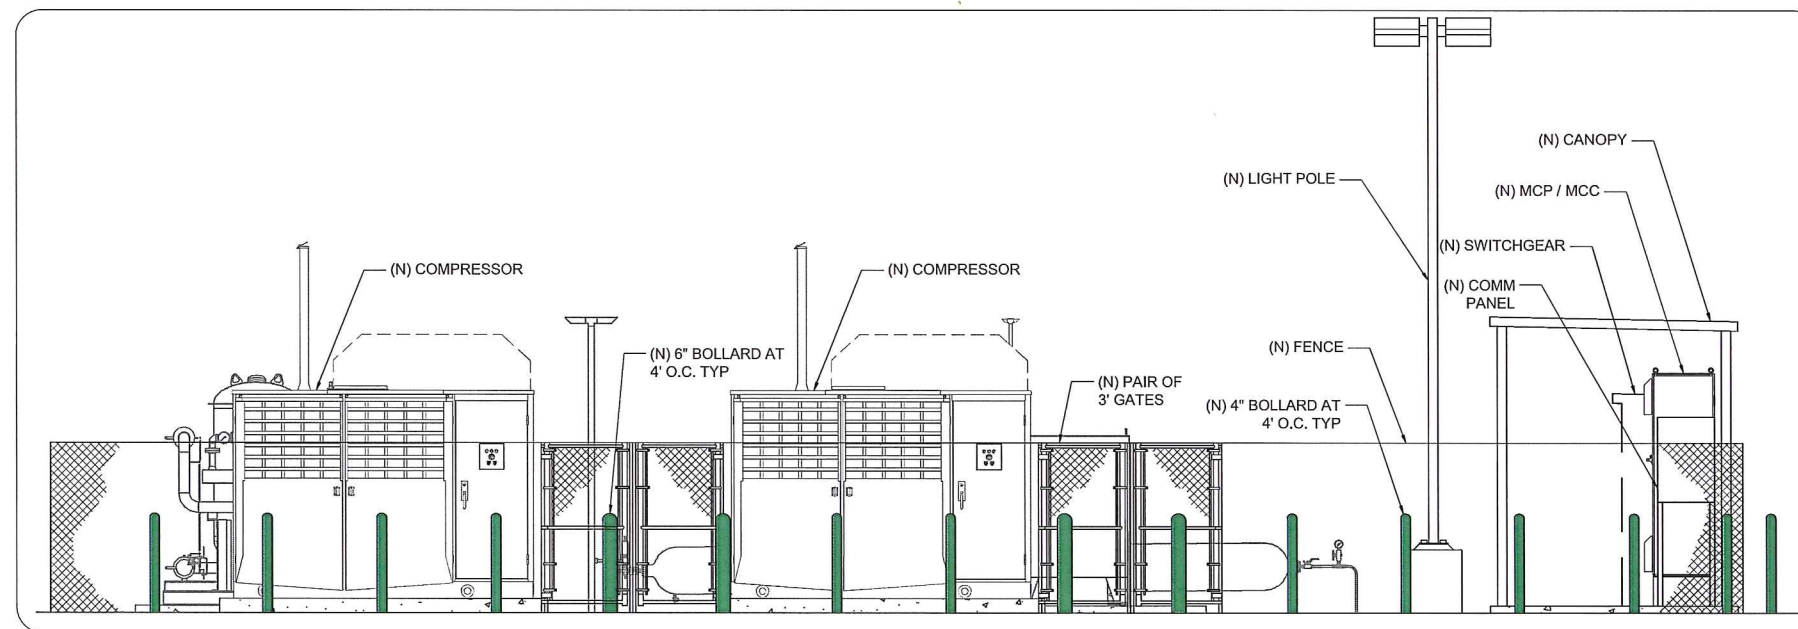 (N) CANOPY
(N) LIGHT POLE
(N) MCP / MCC
(N) SWITCHGEAR
(N) COMPRESSOR
(N) COMPRESSOR
(N) COMM
PANEL
(N) 6" BOLLARD AT
4' O.C. TYP
(N) FENCE
(N) PAIR OF
3' GATES
(N) 4" BOLLARD AT
4' O.C. TYP